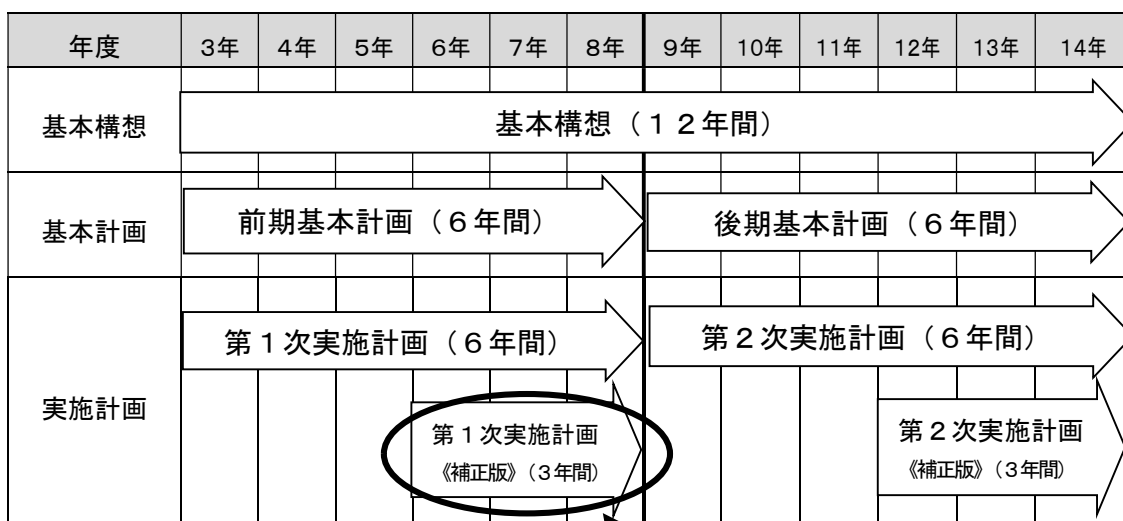 年度 3年 4年 5年 6年 7年 8年 9年 10年 11年 12年 13年 14年
基本構想 基本構想(12年間)
基本計画 前期基本計画(6年間) 後期基本計画(6年間)
第1次実施計画(6年間) 第2次実施計画(6年間)
実施計画
第1次実施計画 第2次実施計画
《補正版》(3年間) 《補正版》(3年間)